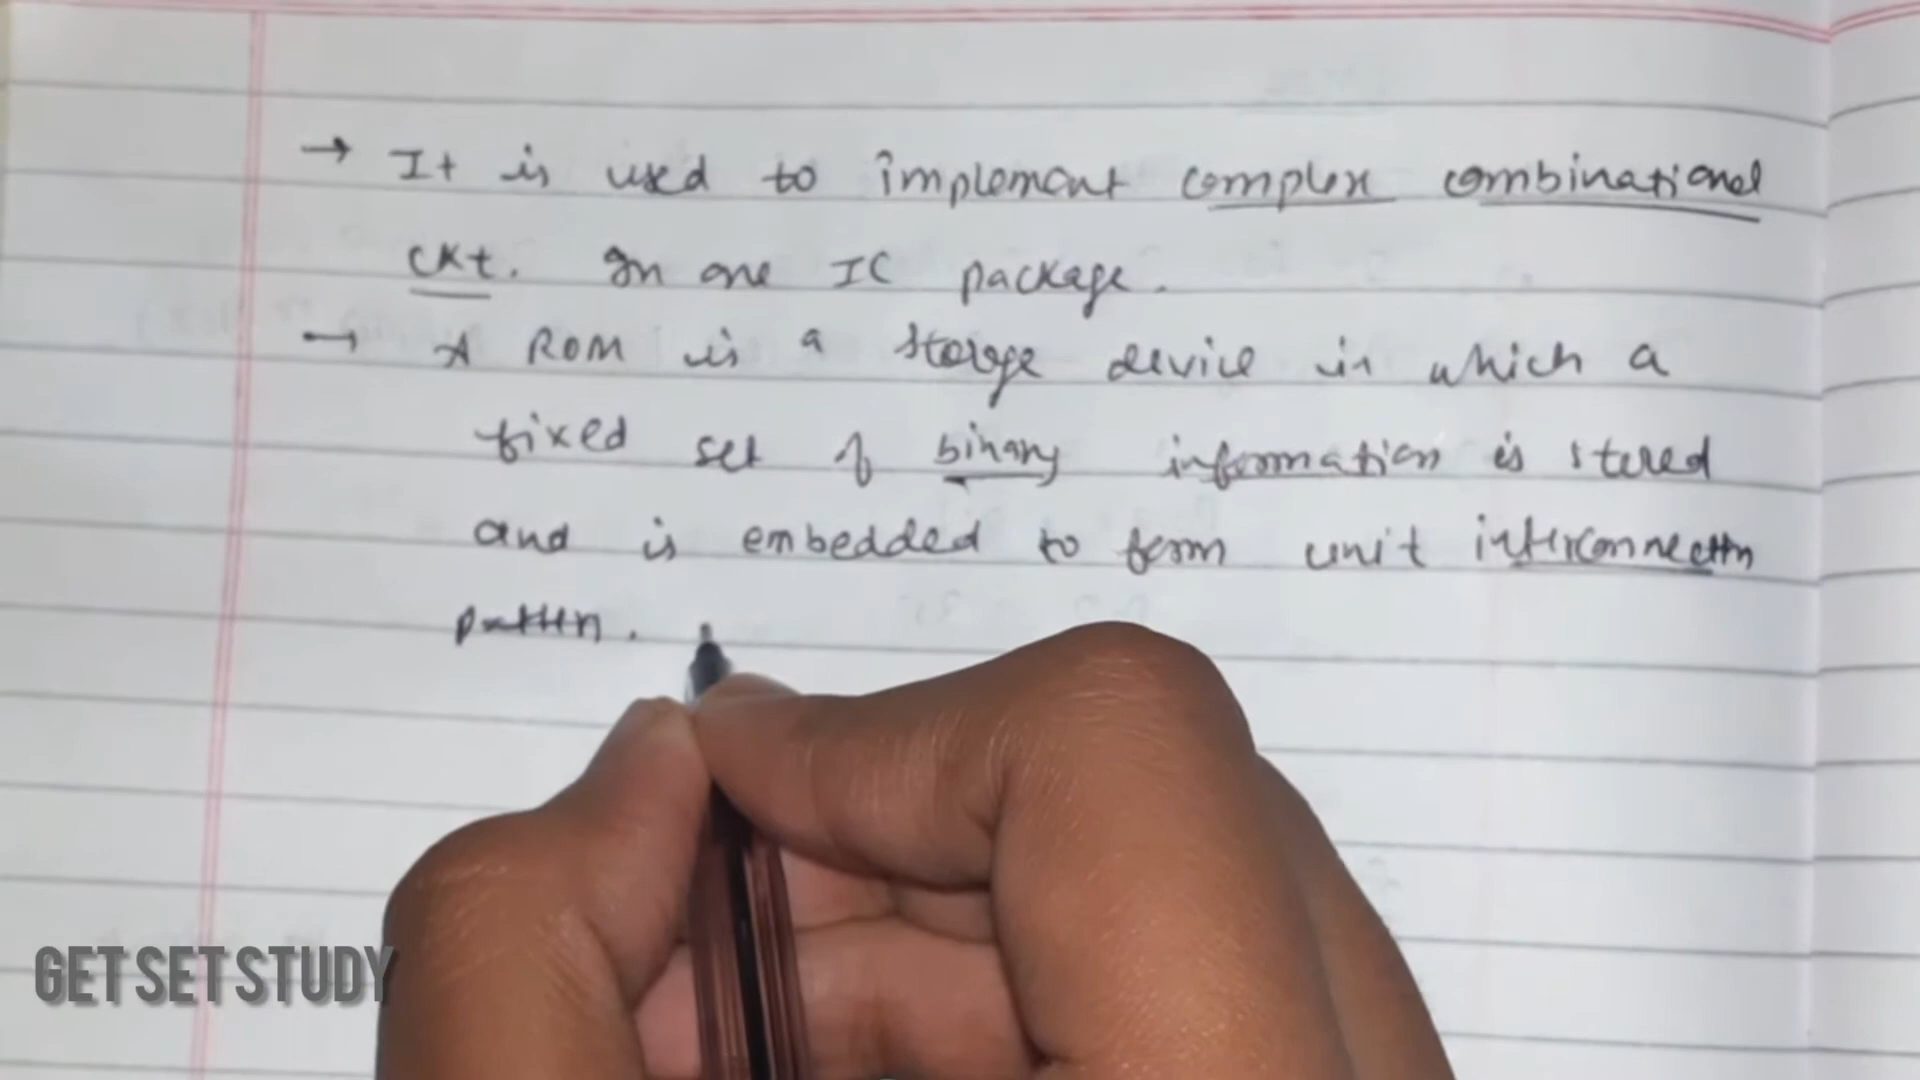 → It is used to implement complex combinational
ckt. In one IC package.
→ A ROM is a storage device in which a
fixed set of binary information is stored
and is embedded to form unit interconnectn
pattern.
GET SET STUDY